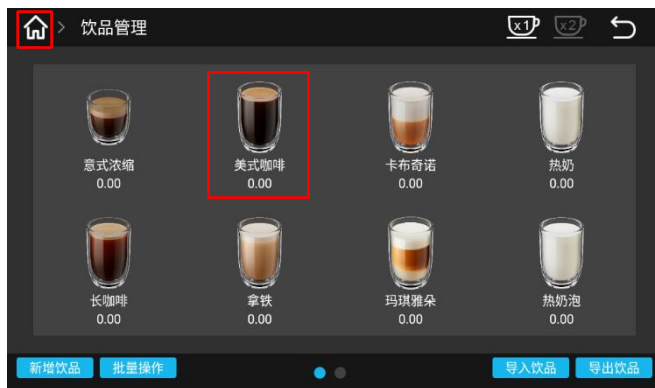 > 饮品管理 x1 x2
意式浓缩 美式咖啡 卡布奇诺 热奶
0.00 0.00 0.00 0.00
长咖啡 拿铁 玛琪雅朵 热奶泡
0.00 0.00 0.00 0.00
新增饮品 批量操作 导入饮品 导出饮品